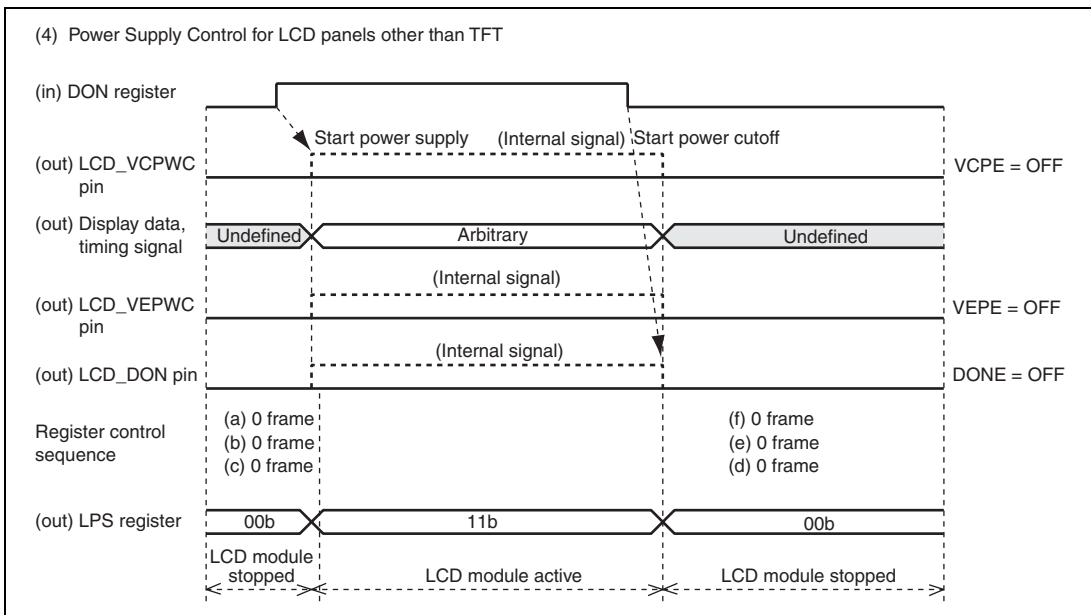 (4) Power Supply Control for LCD panels other than TFT
(in) DON register
Start power supply
(Internal signal)
Start power cutoff
(out) LCD_VCPWC
pin
VCPE = OFF
(out) Display data,
timing signal
Undefined
Arbitrary
Undefined
(Internal signal)
(out) LCD_VEPWC
pin
VEPE = OFF
(Internal signal)
(out) LCD_DON pin
DONE = OFF
Register control
sequence
(a) 0 frame
(b) 0 frame
(c) 0 frame
(f) 0 frame
(e) 0 frame
(d) 0 frame
(out) LPS register
00b
11b
00b
LCD module
stopped
LCD module active
LCD module stopped